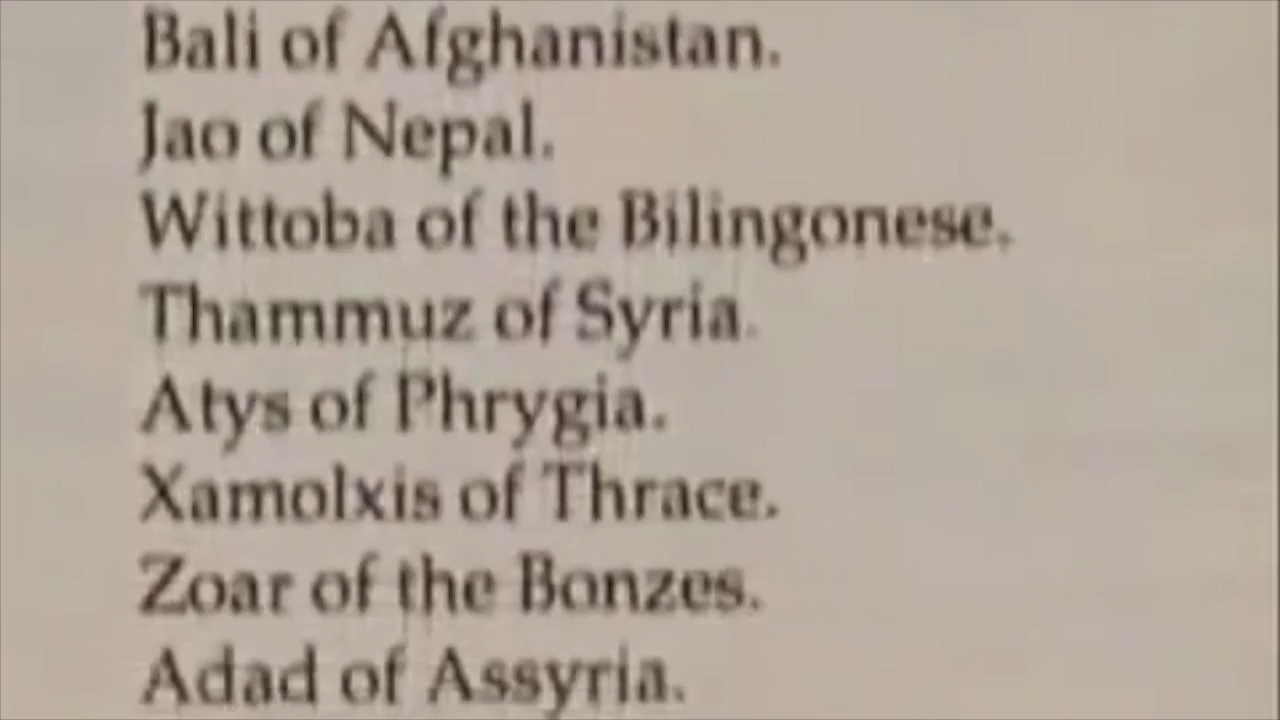 Bali of Afghanistan.
Jao of Nepal.
Wittoba of the Bilingonese.
Thammuz of Syria.
Atys of Phrygia.
Xamolxis of Thrace.
Zoar of the Bonzes.
Adad of Assyria.